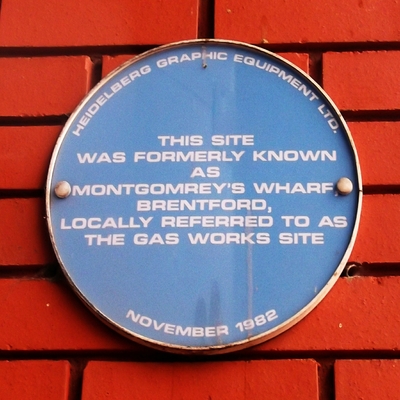 HEIDELBERG GRAPHIC EQUIPMENT LTD.
THIS SITE
WAS FORMERLY KNOWN
AS
MONTGOMREY'S WHARF
BRENTFORD,
LOCALLY REFERRED TO AS
THE GAS WORKS SITE
NOVEMBER 1982